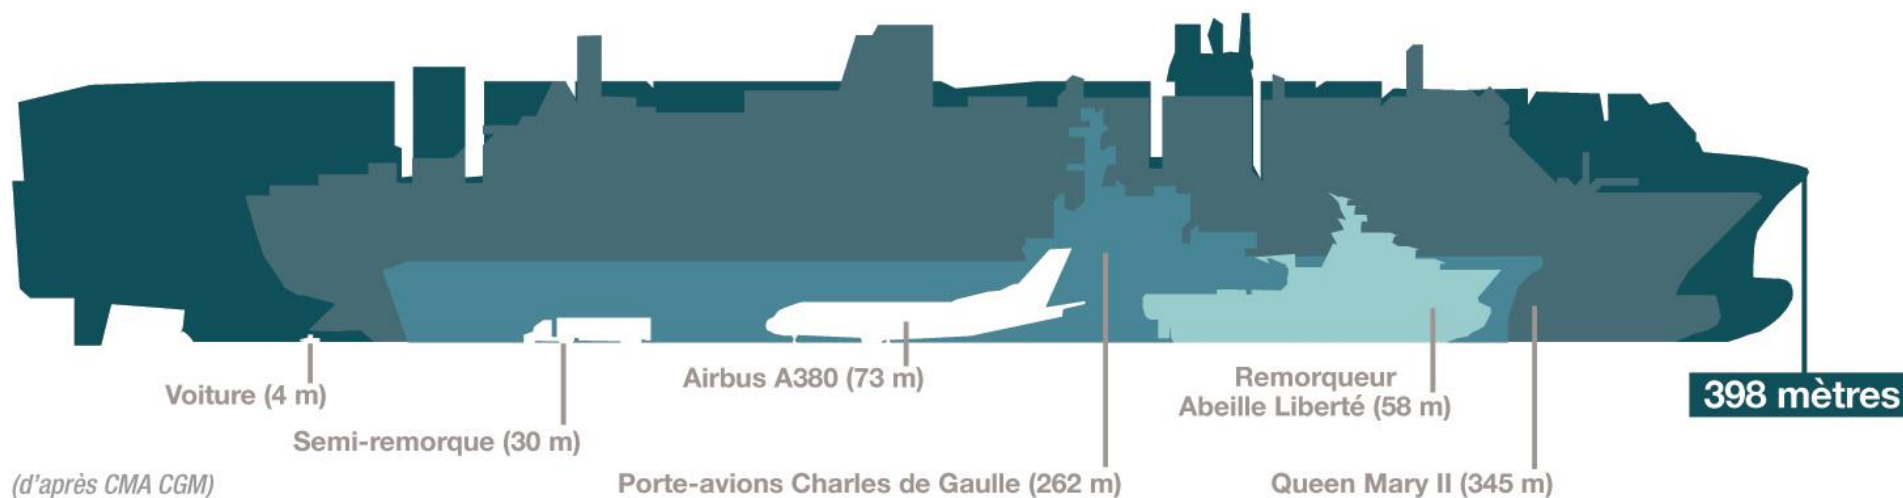 Voiture (4 m)
Semi-remorque (30 m)
Airbus A380 (73 m)
Porte-avions Charles de Gaulle (262 m)
Remorqueur
Abeille Liberté (58 m)
Queen Mary II (345 m)
398 mètres
(d'après CMA CGM)